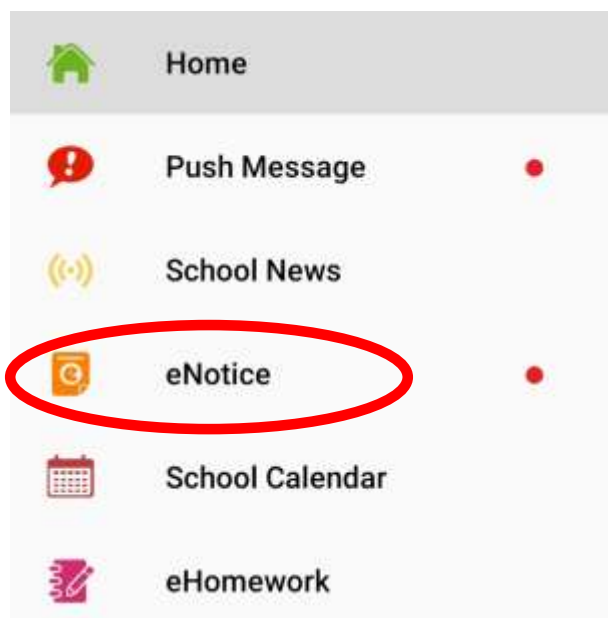 Home
Push Message
School News
eNotice
School Calendar
eHomework